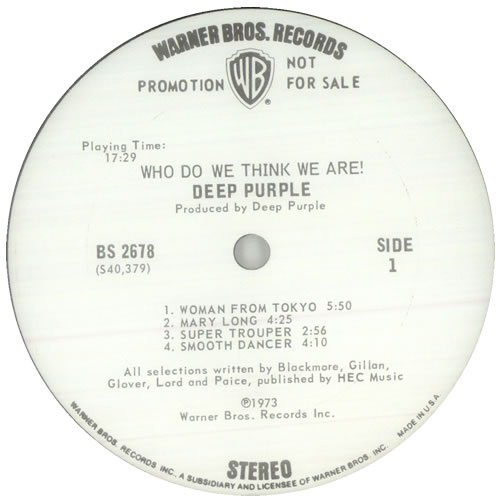 WARNER BROS. RECORDS
PROMOTION
NOT
FOR SALE
WB
®
Playing Time:
17:29
WHO DO WE THINK WE ARE!
DEEP PURPLE
Produced by Deep Purple
BS 2678
(S40,379)
SIDE
1
1. WOMAN FROM TOKYO 5:50
2. MARY LONG 4:25
3. SUPER TROUPER 2:56
4. SMOOTH DANCER 4:10
All selections written by Blackmore, Gillan,
Glover, Lord and Paice, published by HEC Music
℗1973
Warner Bros. Records Inc.
STEREO
WARNER BROS. RECORDS INC. A SUBSIDIARY AND LICENSEE OF WARNER BROS. INC. MADE IN U.S.A.